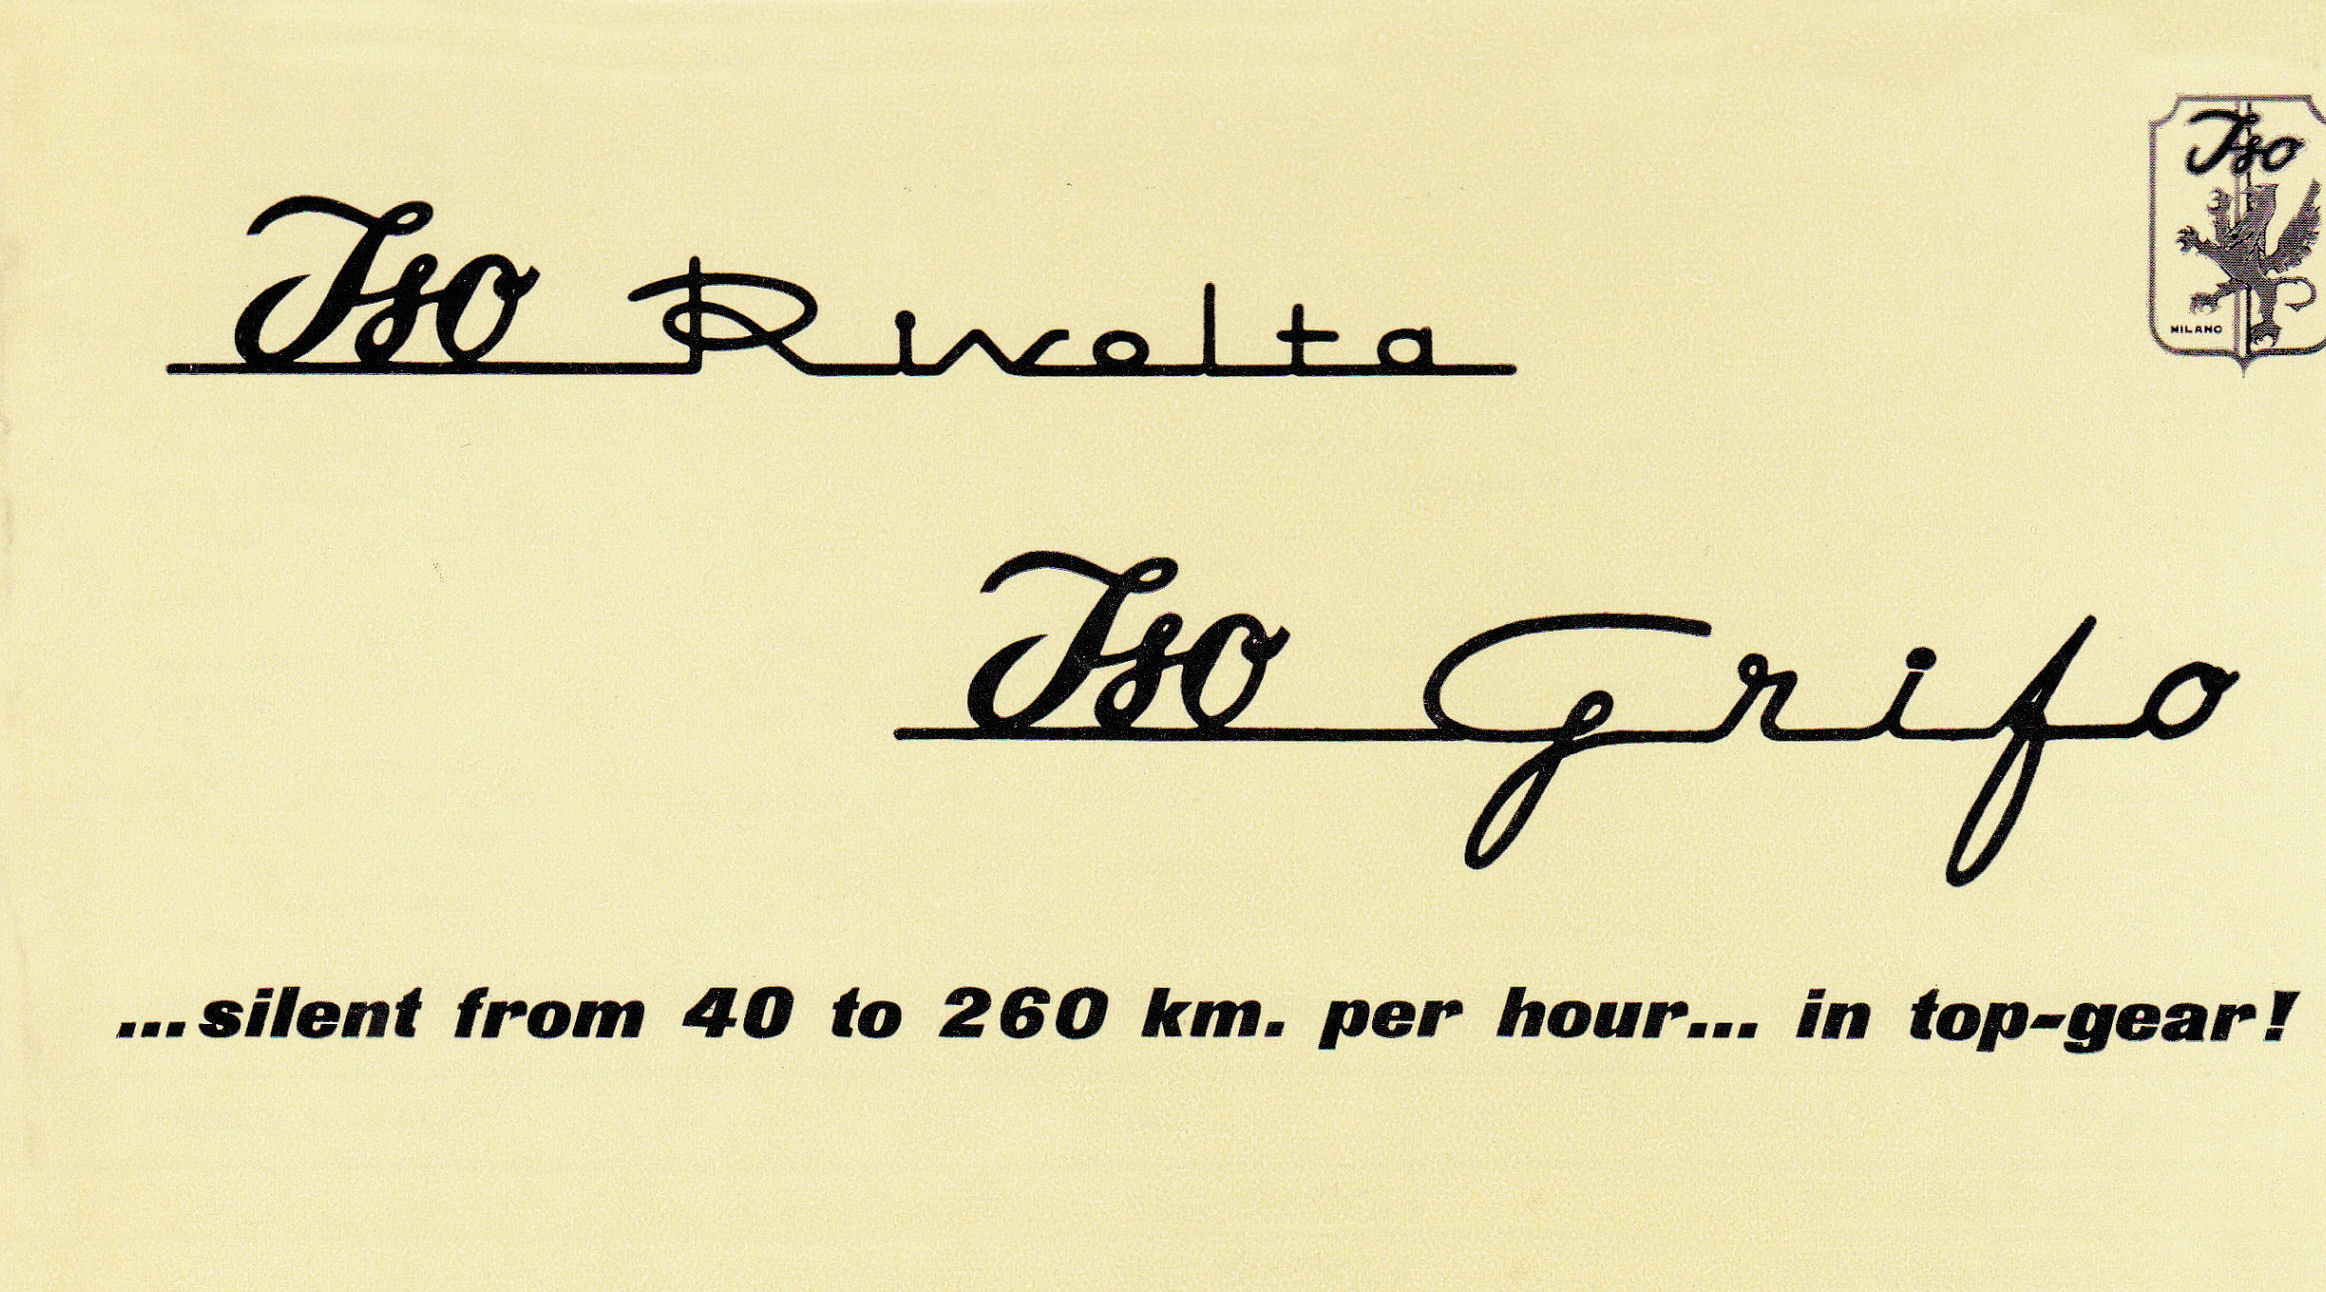 Iso
MILANO
Iso Rivolta
Iso Grifo
...silent from 40 to 260 km. per hour... in top-gear!